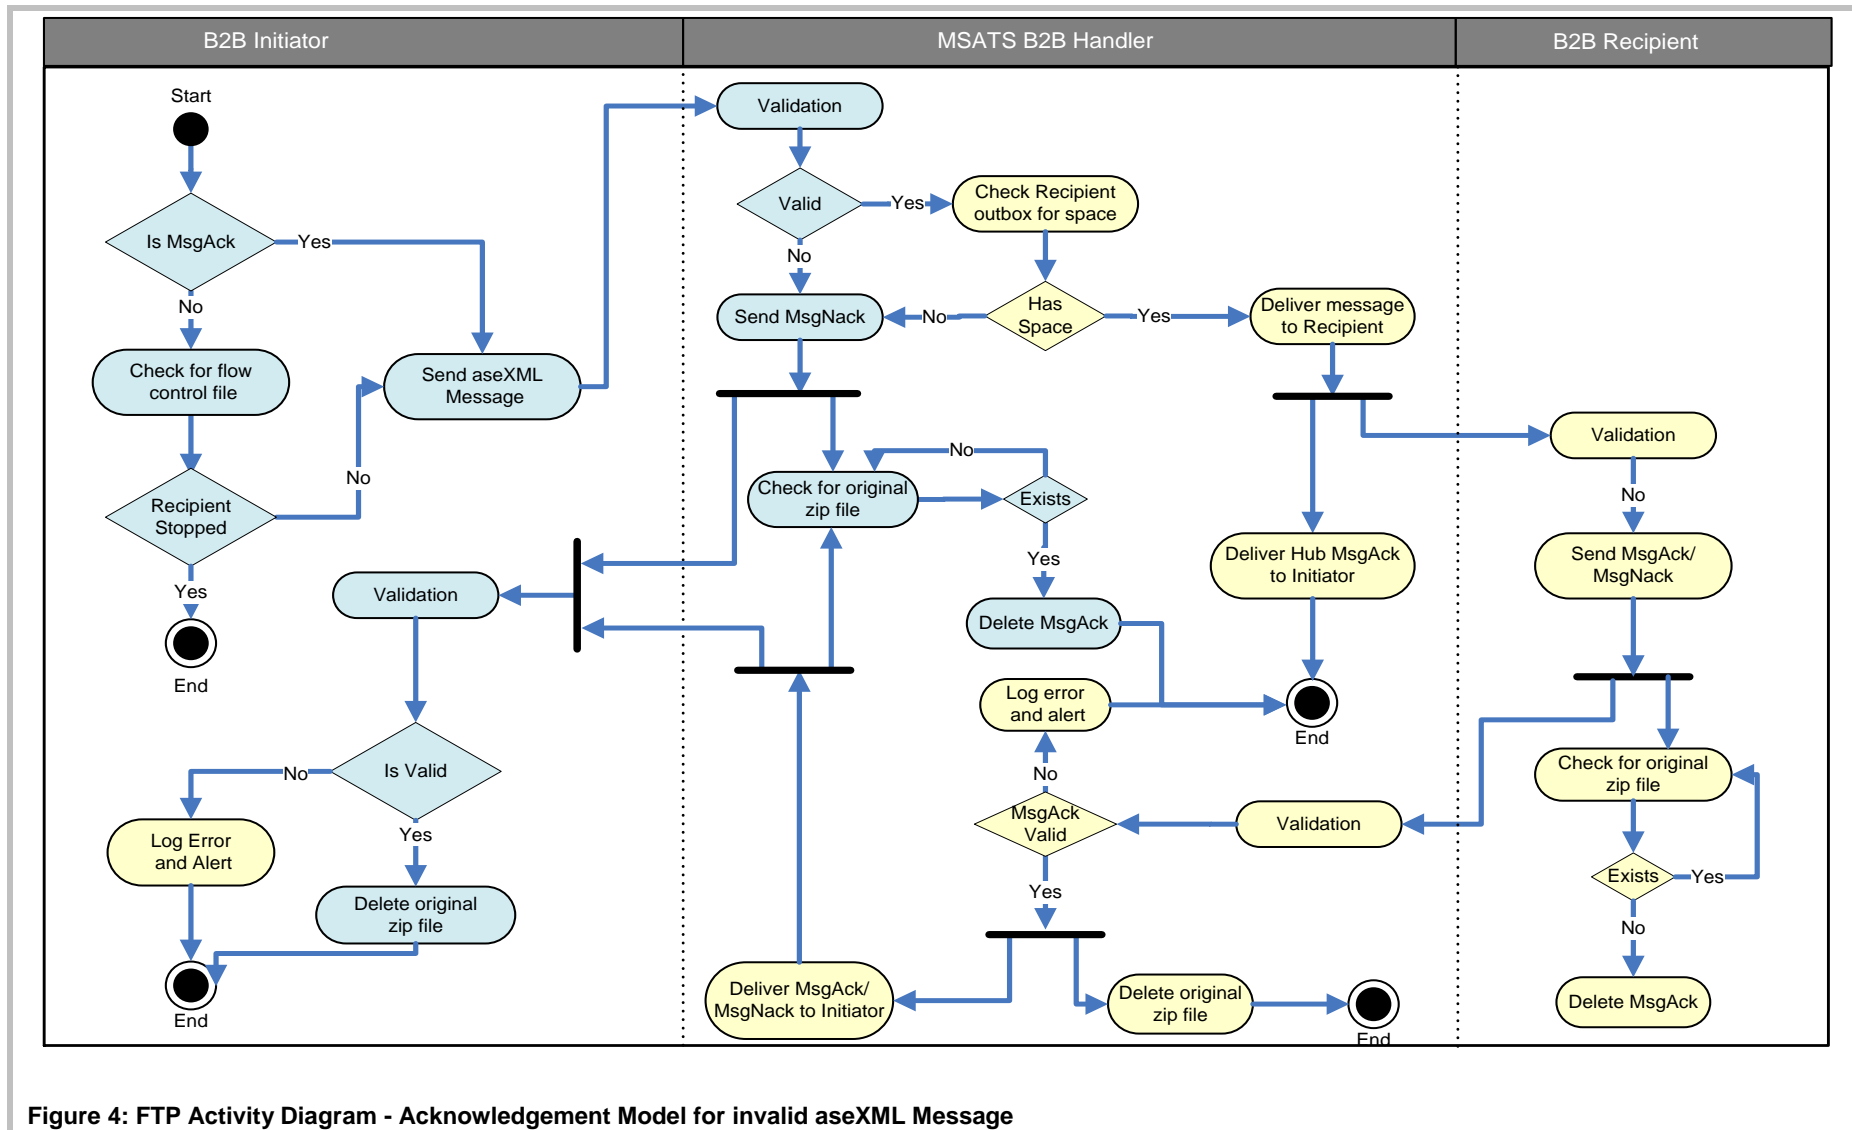 B2B Initiator
MSATS B2B Handler
B2B Recipient
Start
Is MsgAck
Yes
No
Check for flow
control file
Recipient
Stopped
No
Yes
End
Send aseXML
Message
Validation
Is Valid
No
Yes
Log Error
and Alert
Delete original
zip file
End
Validation
Valid
Yes
No
Check Recipient
outbox for space
Has
Space
No
Yes
Send MsgNack
Deliver message
to Recipient
Check for original
zip file
No
Exists
Yes
Delete MsgAck
Deliver Hub MsgAck
to Initiator
Log error
and alert
End
No
MsgAck
Valid
Validation
Yes
Deliver MsgAck/
MsgNack to Initiator
Delete original
zip file
End
Validation
No
Send MsgAck/
MsgNack
Check for original
zip file
Exists
Yes
No
Delete MsgAck
Figure 4: FTP Activity Diagram - Acknowledgement Model for invalid aseXML Message